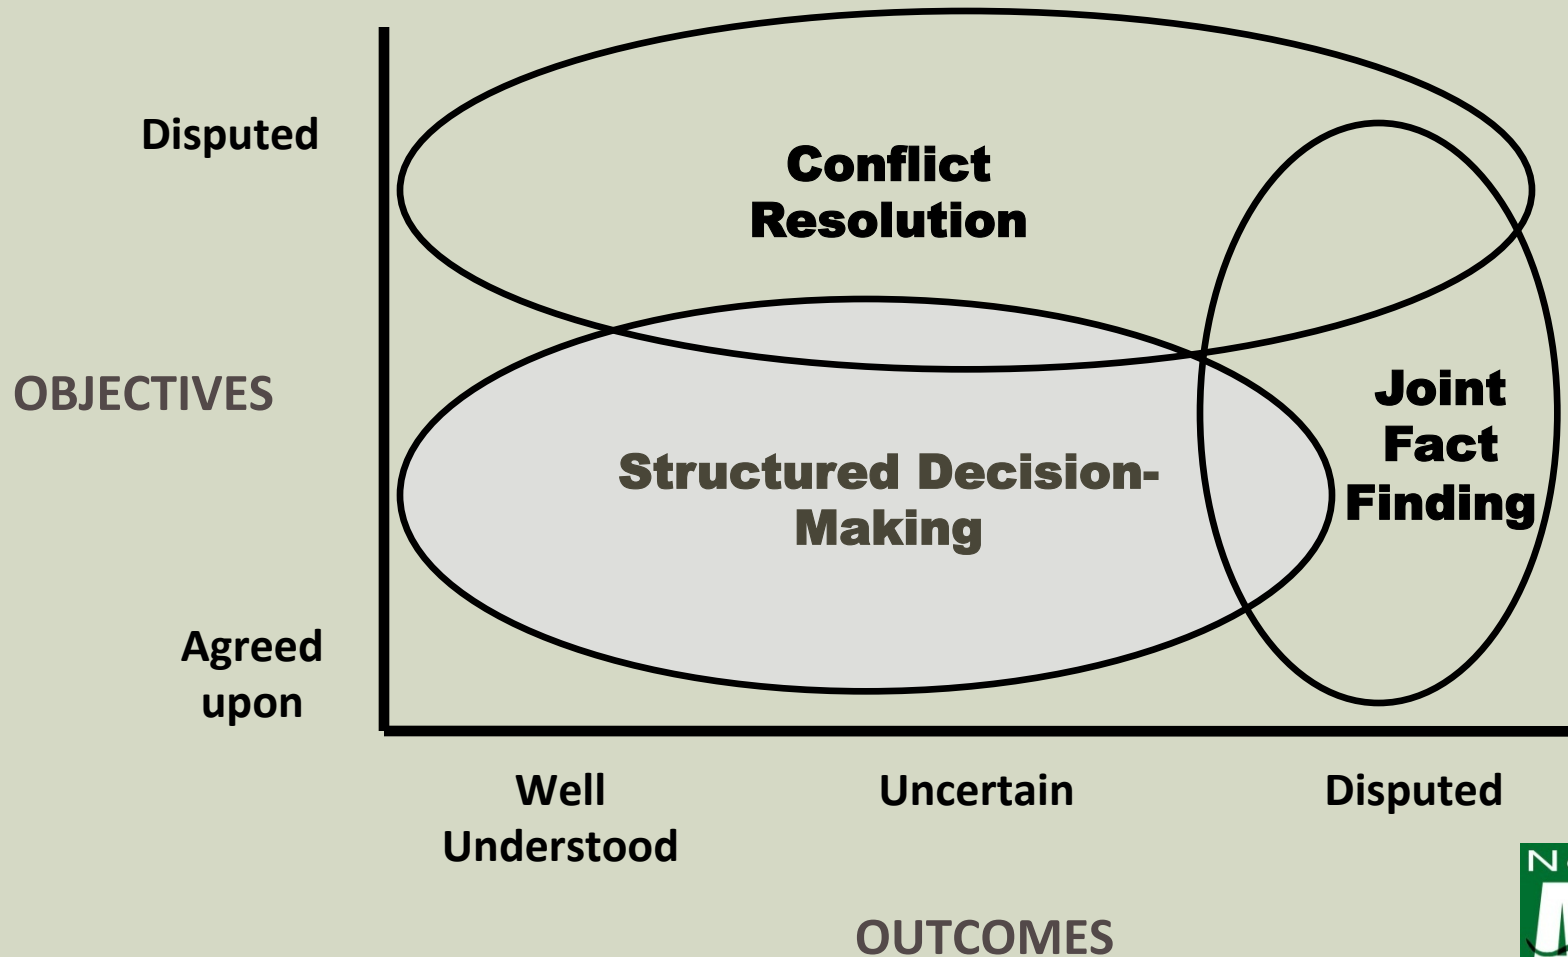 Disputed
Conflict
Resolution
OBJECTIVES
Joint
Fact
Finding
Structured Decision-
Making
Agreed
upon
Well
Understood
Uncertain
Disputed
OUTCOMES